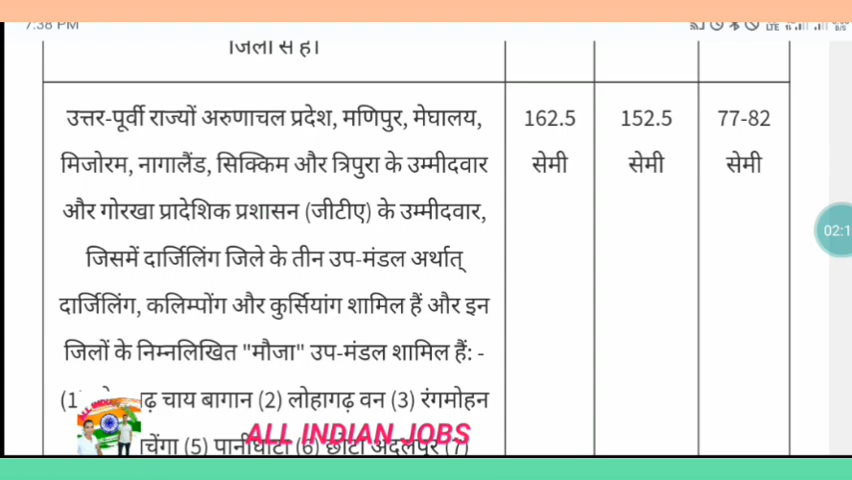 7:38 PM
जिलों से हैं।
उत्तर-पूर्वी राज्यों अरुणाचल प्रदेश, मणिपुर, मेघालय, 162.5 152.5 77-82
मिजोरम, नागालैंड, सिक्किम और त्रिपुरा के उम्मीदवार सेमी सेमी सेमी
और गोरखा प्रादेशिक प्रशासन (जीटीए) के उम्मीदवार,
जिसमें दार्जिलिंग जिले के तीन उप-मंडल अर्थात्
दार्जिलिंग, कलिम्पोंग और कुर्सियांग शामिल हैं और इन
जिलों के निम्नलिखित "मौजा" उप-मंडल शामिल हैं: -
(1 चाय बागान (2) लोहागढ़ वन (3) रंगमोहन
(5) पानीघाटा (6) छोटा अदलपुर (7)
ALL INDIAN JOBS
02:1